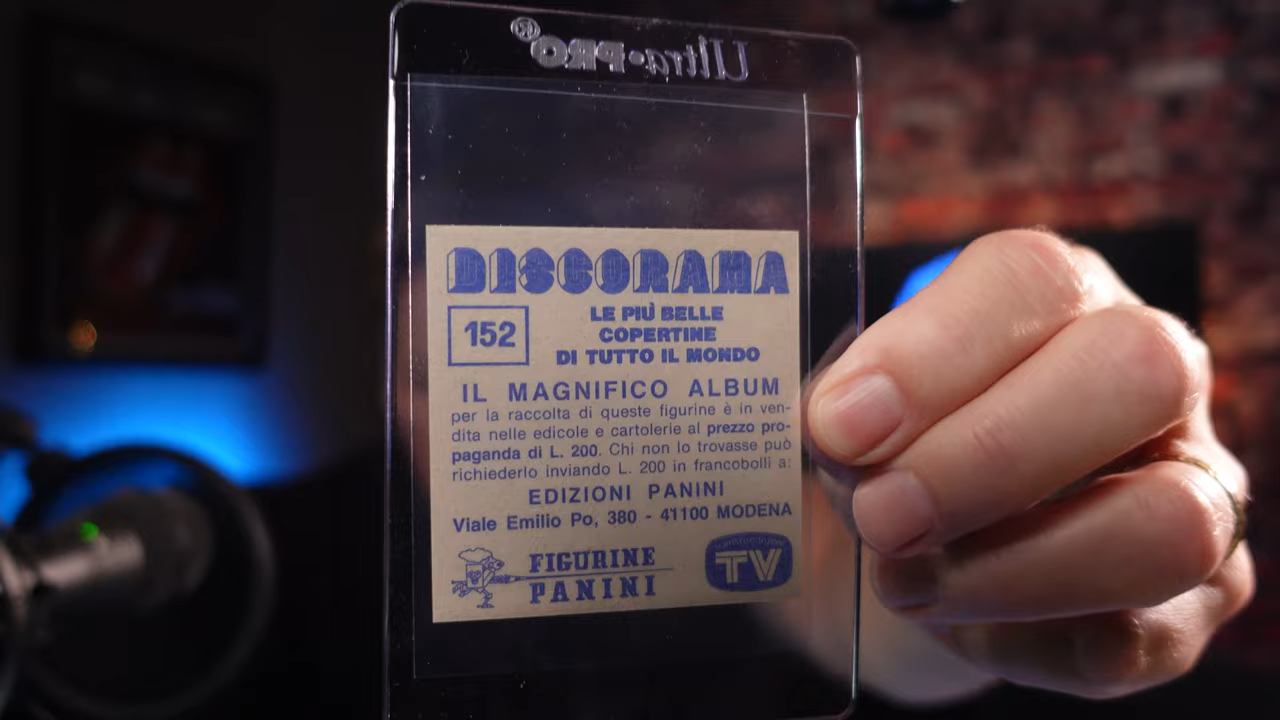 Ultra•PRO®
DISCORAMA
152
LE PIÙ BELLE
COPERTINE
DI TUTTO IL MONDO
IL MAGNIFICO ALBUM
per la raccolta di queste figurine è in ven-
dita nelle edicole e cartolerie al prezzo pro-
paganda di L. 200. Chi non lo trovasse può
richiederlo inviando L. 200 in francobolli a:
EDIZIONI PANINI
Viale Emilio Po, 380 - 41100 MODENA
FIGURINE
PANINI
TV